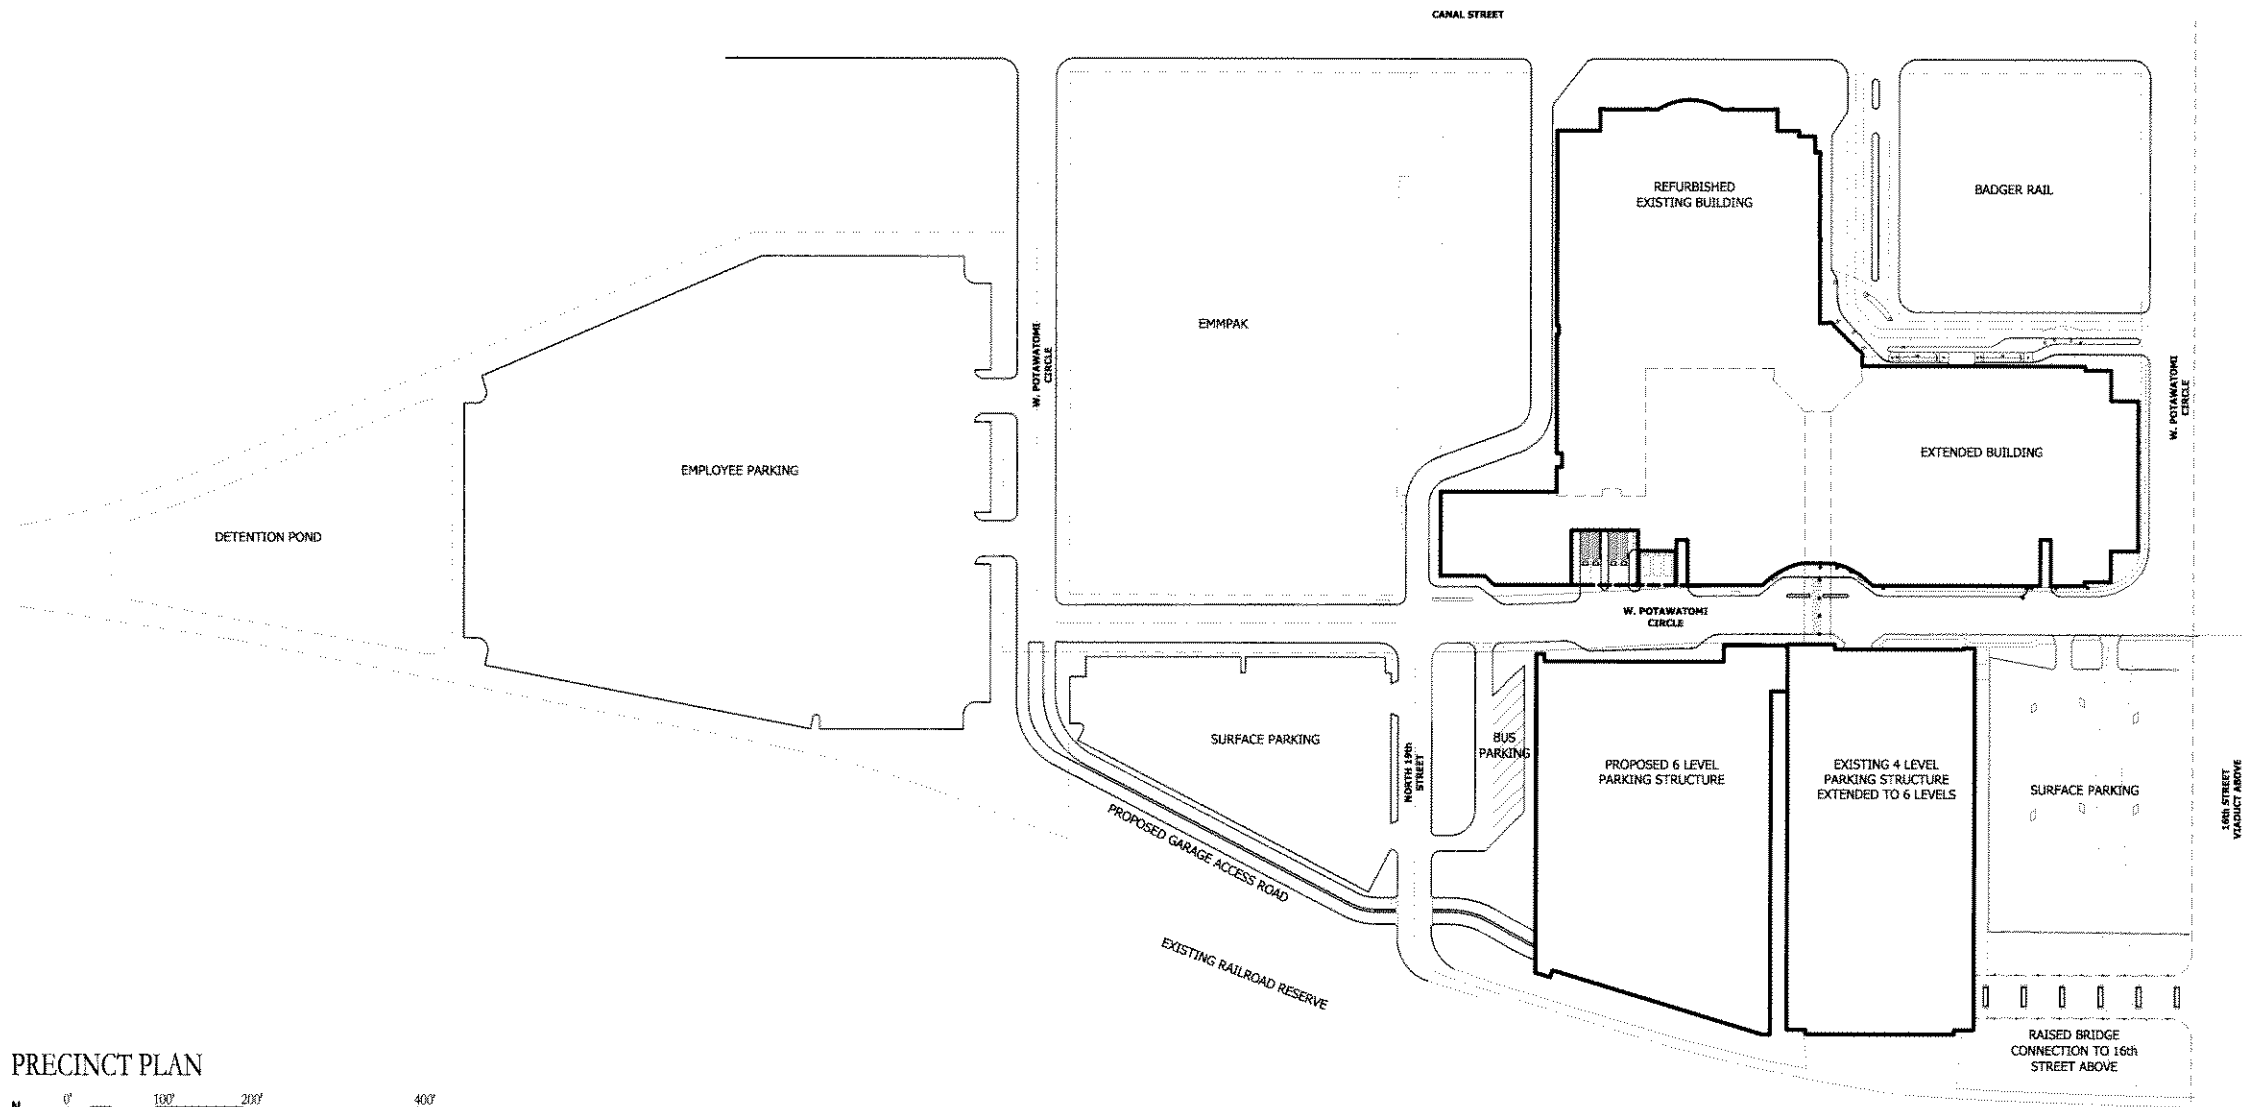 CANAL STREET
REFURBISHED
EXISTING BUILDING
BADGER RAIL
EMMPAK
W. POTAWATOMI
CIRCLE
W. POTAWATOMI
CIRCLE
EXTENDED BUILDING
EMPLOYEE PARKING
DETENTION POND
W. POTAWATOMI
CIRCLE
SURFACE PARKING
NORTH 19th
STREET
BUS
PARKING
PROPOSED 6 LEVEL
PARKING STRUCTURE
EXISTING 4 LEVEL
PARKING STRUCTURE
EXTENDED TO 6 LEVELS
SURFACE PARKING
16th STREET
VIADUCT ABOVE
PROPOSED GARAGE ACCESS ROAD
EXISTING RAILROAD RESERVE
RAISED BRIDGE
CONNECTION TO 16th
STREET ABOVE
PRECINCT PLAN
N 0' 100' 200' 400'